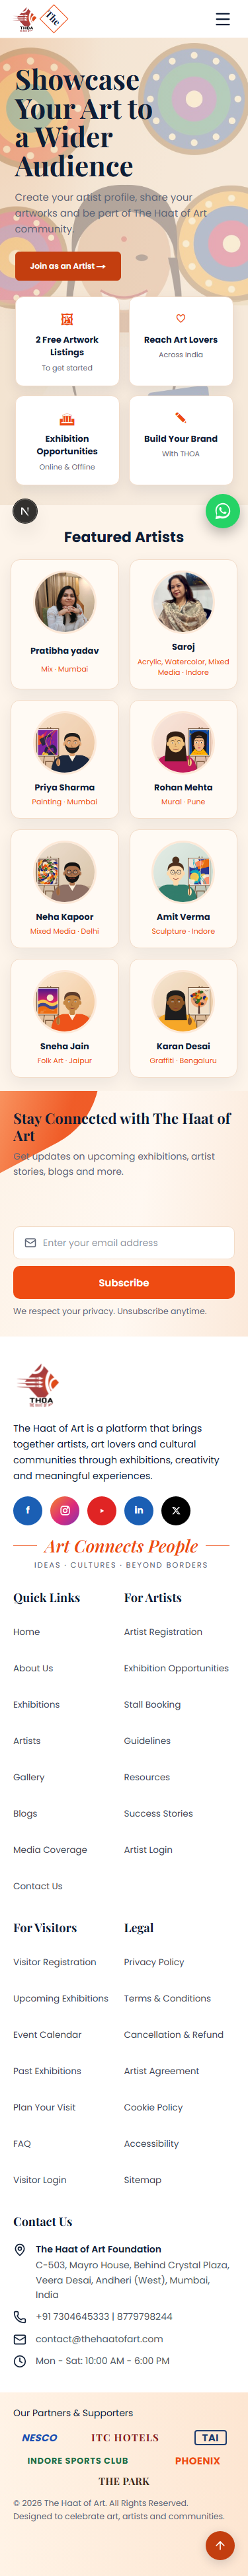 THOA
The
Showcase
Your Art to
a Wider
Audience
Create your artist profile, share your
artworks and be part of The Haat of Art
community.
Join as an Artist →
2 Free Artwork
Listings
To get started
Reach Art Lovers
Across India
Exhibition
Opportunities
Online & Offline
Build Your Brand
With THOA
N
Featured Artists
Pratibha yadav
Mix · Mumbai
Saroj
Acrylic, Watercolor, Mixed
Media · indore
Priya Sharma
Painting · Mumbai
Rohan Mehta
Mural · Pune
Neha Kapoor
Mixed Media · Delhi
Amit Verma
Sculpture · Indore
Sneha Jain
Folk Art · Jaipur
Karan Desai
Graffiti · Bengaluru
Stay Connected with The Haat of
Art
Get updates on upcoming exhibitions, artist
stories, blogs and more.
Enter your email address
Subscribe
We respect your privacy. Unsubscribe anytime.
THOA
The Haat of Art is a platform that brings
together artists, art lovers and cultural
communities through exhibitions, creativity
and meaningful experiences.
f
in
X
Art Connects People
IDEAS · CULTURES · BEYOND BORDERS
Quick Links
Home
About Us
Exhibitions
Artists
Gallery
Blogs
Media Coverage
Contact Us
For Artists
Artist Registration
Exhibition Opportunities
Stall Booking
Guidelines
Resources
Success Stories
Artist Login
For Visitors
Visitor Registration
Upcoming Exhibitions
Event Calendar
Past Exhibitions
Plan Your Visit
FAQ
Visitor Login
Legal
Privacy Policy
Terms & Conditions
Cancellation & Refund
Artist Agreement
Cookie Policy
Accessibility
Sitemap
Contact Us
The Haat of Art Foundation
C-503, Mayro House, Behind Crystal Plaza,
Veera Desai, Andheri (West), Mumbai,
India
+91 7304645333 | 8779798244
contact@thehaatofart.com
Mon - Sat: 10:00 AM - 6:00 PM
Our Partners & Supporters
NESCO
ITC HOTELS
TAI
INDORE SPORTS CLUB
PHOENIX
THE PARK
© 2026 The Haat of Art. All Rights Reserved.
Designed to celebrate art, artists and communities.